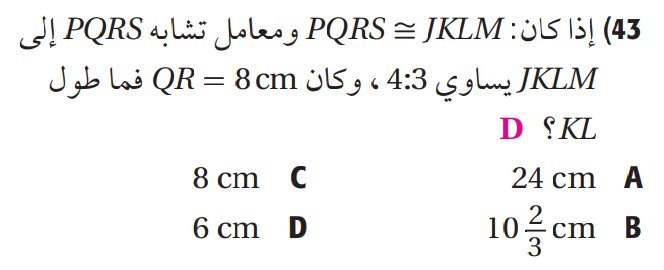 43) إذا كان: PQRS ≅ JKLM ومعامل تشابه PQRS إلى
JKLM يساوي 4:3 ، وكان QR = 8 cm فما طول
KL؟ D
A 24 cm C 8 cm
B 10 2/3 cm D 6 cm